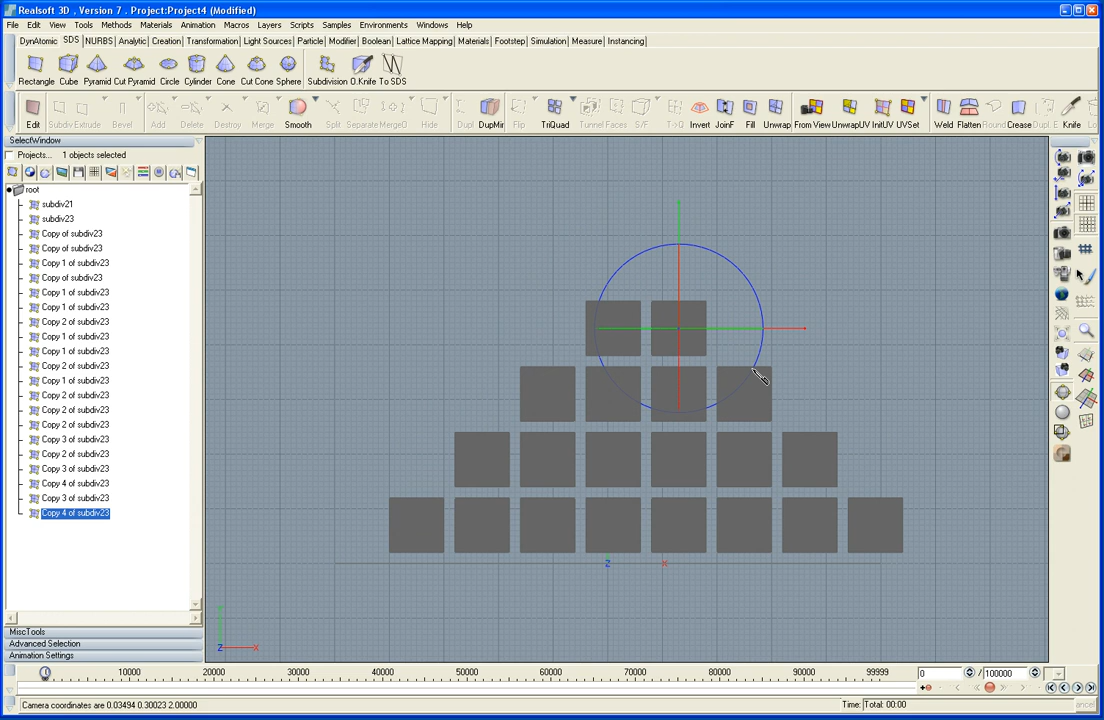 Realsoft 3D , Version 7 . Project:Project4 (Modified)
File Edit View Tools Methods Materials Animation Macros Layers Scripts Samples Environments Windows Help
DynAtomic SDS NURBS Analytic Creation Transformation Light Sources Particle Modifier Boolean Lattice Mapping Materials Footstep Simulation Measure Instancing
Rectangle Cube Pyramid Cut Pyramid Circle Cylinder Cone Cut Cone Sphere Subdivision O.Knife To SDS
Edit Subdiv Extrude Bevel Add Delete Destroy Merge Smooth Split Separate MergeO Hide Dupl DupMir Flip TriQuad Tunnel Faces S/F T->Q Invert JoinF Fill Unwrap From View UnwrapUV InitUV UVSet Weld Flatten Round Crease Dupl. E Knife Lo
SelectWindow
Projects... 1 objects selected
root
subdiv21
subdiv23
Copy of subdiv23
Copy of subdiv23
Copy 1 of subdiv23
Copy of subdiv23
Copy 1 of subdiv23
Copy 1 of subdiv23
Copy 2 of subdiv23
Copy 1 of subdiv23
Copy 1 of subdiv23
Copy 2 of subdiv23
Copy 1 of subdiv23
Copy 2 of subdiv23
Copy 2 of subdiv23
Copy 2 of subdiv23
Copy 3 of subdiv23
Copy 2 of subdiv23
Copy 3 of subdiv23
Copy 4 of subdiv23
Copy 3 of subdiv23
Copy 4 of subdiv23
Z X
Z X
MiscTools
Advanced Selection
Animation Settings
10000 20000 30000 40000 50000 60000 70000 80000 90000 99999
0 / 100000
Camera coordinates are 0.03494 0.30023 2.00000
Time: Total: 00:00 ancel